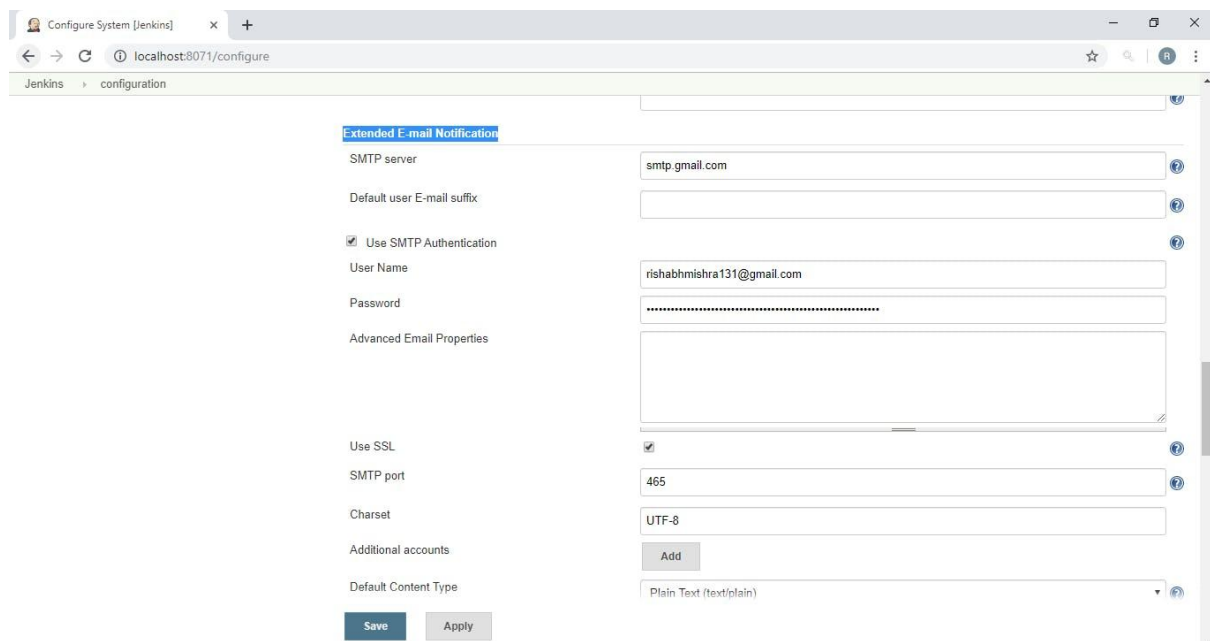 Configure System [Jenkins]
localhost:8071/configure
R
Jenkins configuration
Extended E-mail Notification
SMTP server
smtp.gmail.com
Default user E-mail suffix
Use SMTP Authentication
User Name
rishabhmishra131@gmail.com
Password
Advanced Email Properties
Use SSL
SMTP port
465
Charset
UTF-8
Additional accounts
Add
Default Content Type
Plain Text (text/plain)
Save Apply